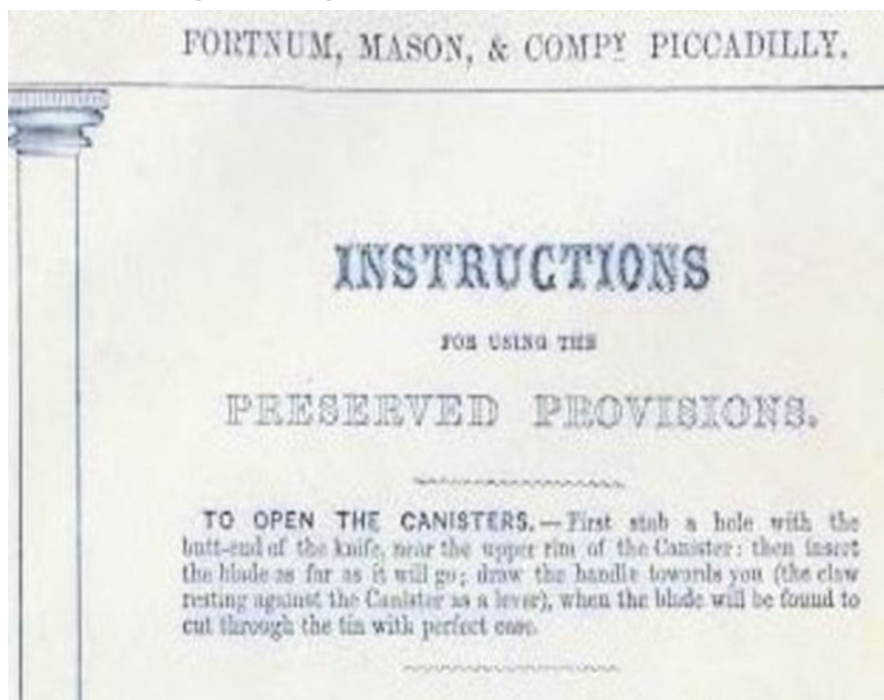 FORTNUM, MASON, & COMPY PICCADILLY.
INSTRUCTIONS
FOR USING THE
PRESERVED PROVISIONS.
TO OPEN THE CANISTERS.—First stab a hole with the
butt-end of the knife, near the upper rim of the Canister: then insert
the blade as far as it will go; draw the handle towards you (the claw
resting against the Canister as a lever), when the blade will be found to
cut through the tin with perfect ease.